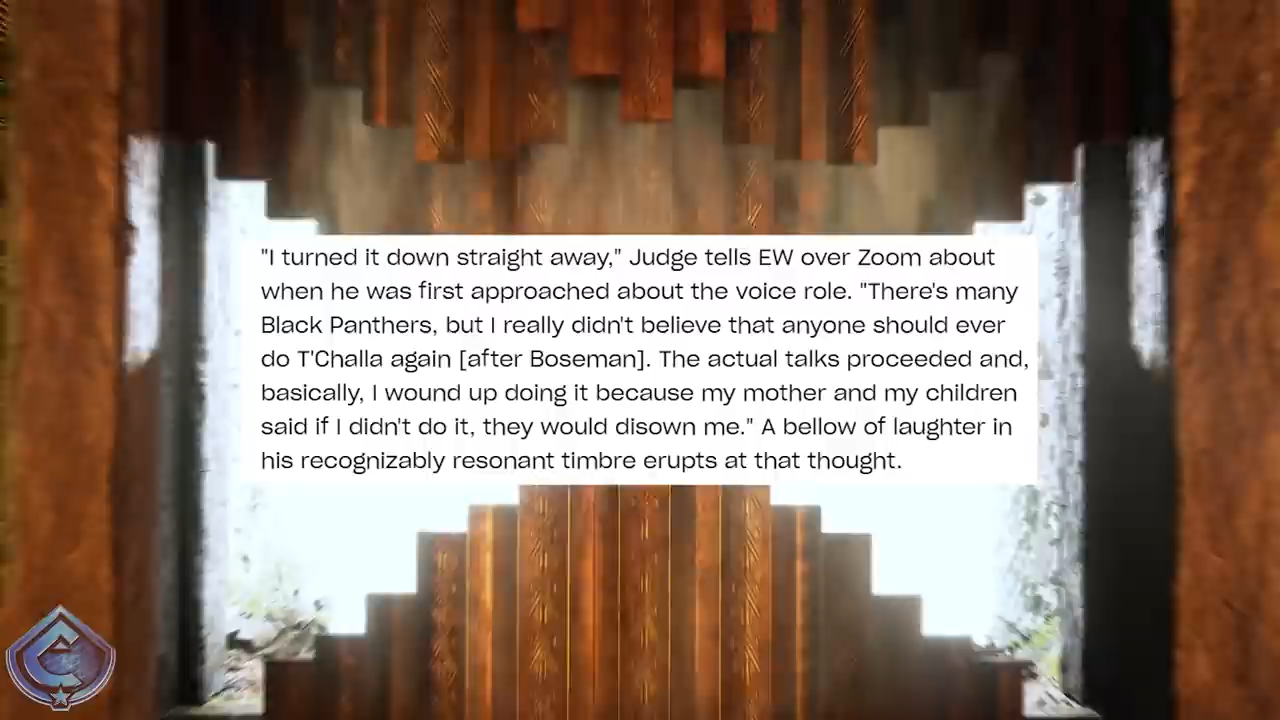 "I turned it down straight away," Judge tells EW over Zoom about
when he was first approached about the voice role. "There's many
Black Panthers, but I really didn't believe that anyone should ever
do T'Challa again [after Boseman]. The actual talks proceeded and,
basically, I wound up doing it because my mother and my children
said if I didn't do it, they would disown me." A bellow of laughter in
his recognizably resonant timbre erupts at that thought.